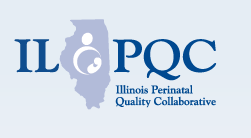 IL PQC
Illinois Perinatal
Quality Collaborative